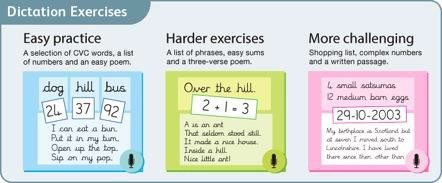 Dictation Exercises
Easy practice
A selection of CVC words, a list
of numbers and an easy poem.
dog hill bus
24 37 92
I can eat a bun,
Put it in my tum,
Open up the top,
Sip on my pop.
Harder exercises
A list of phrases, easy sums
and a three-verse poem.
Over the hill.
2 + 1 = 3
A is an ant
That seldom stood still.
It made a nice house.
Inside a hill.
Nice little ant!
More challenging
Shopping list, complex numbers
and a written passage.
4 small satsumas
12 medium barn eggs
29-10-2003
My birthplace is Scotland but
at seven I moved south to
Lincolnshire. I have lived
there since then, other than